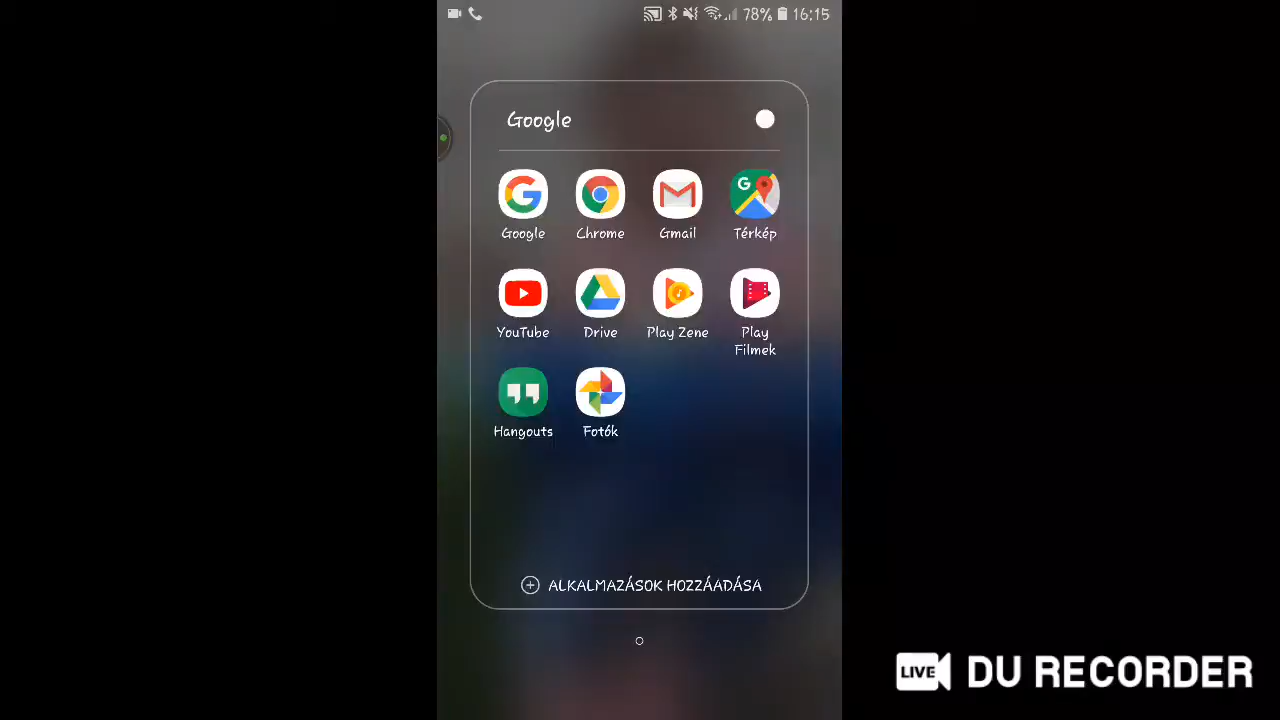 78% 16:15
Google
Google Chrome Gmail Térkép
YouTube Drive Play Zene Play
Filmek
Hangouts Fotók
ALKALMAZÁSOK HOZZÁADÁSA
LIVE DU RECORDER